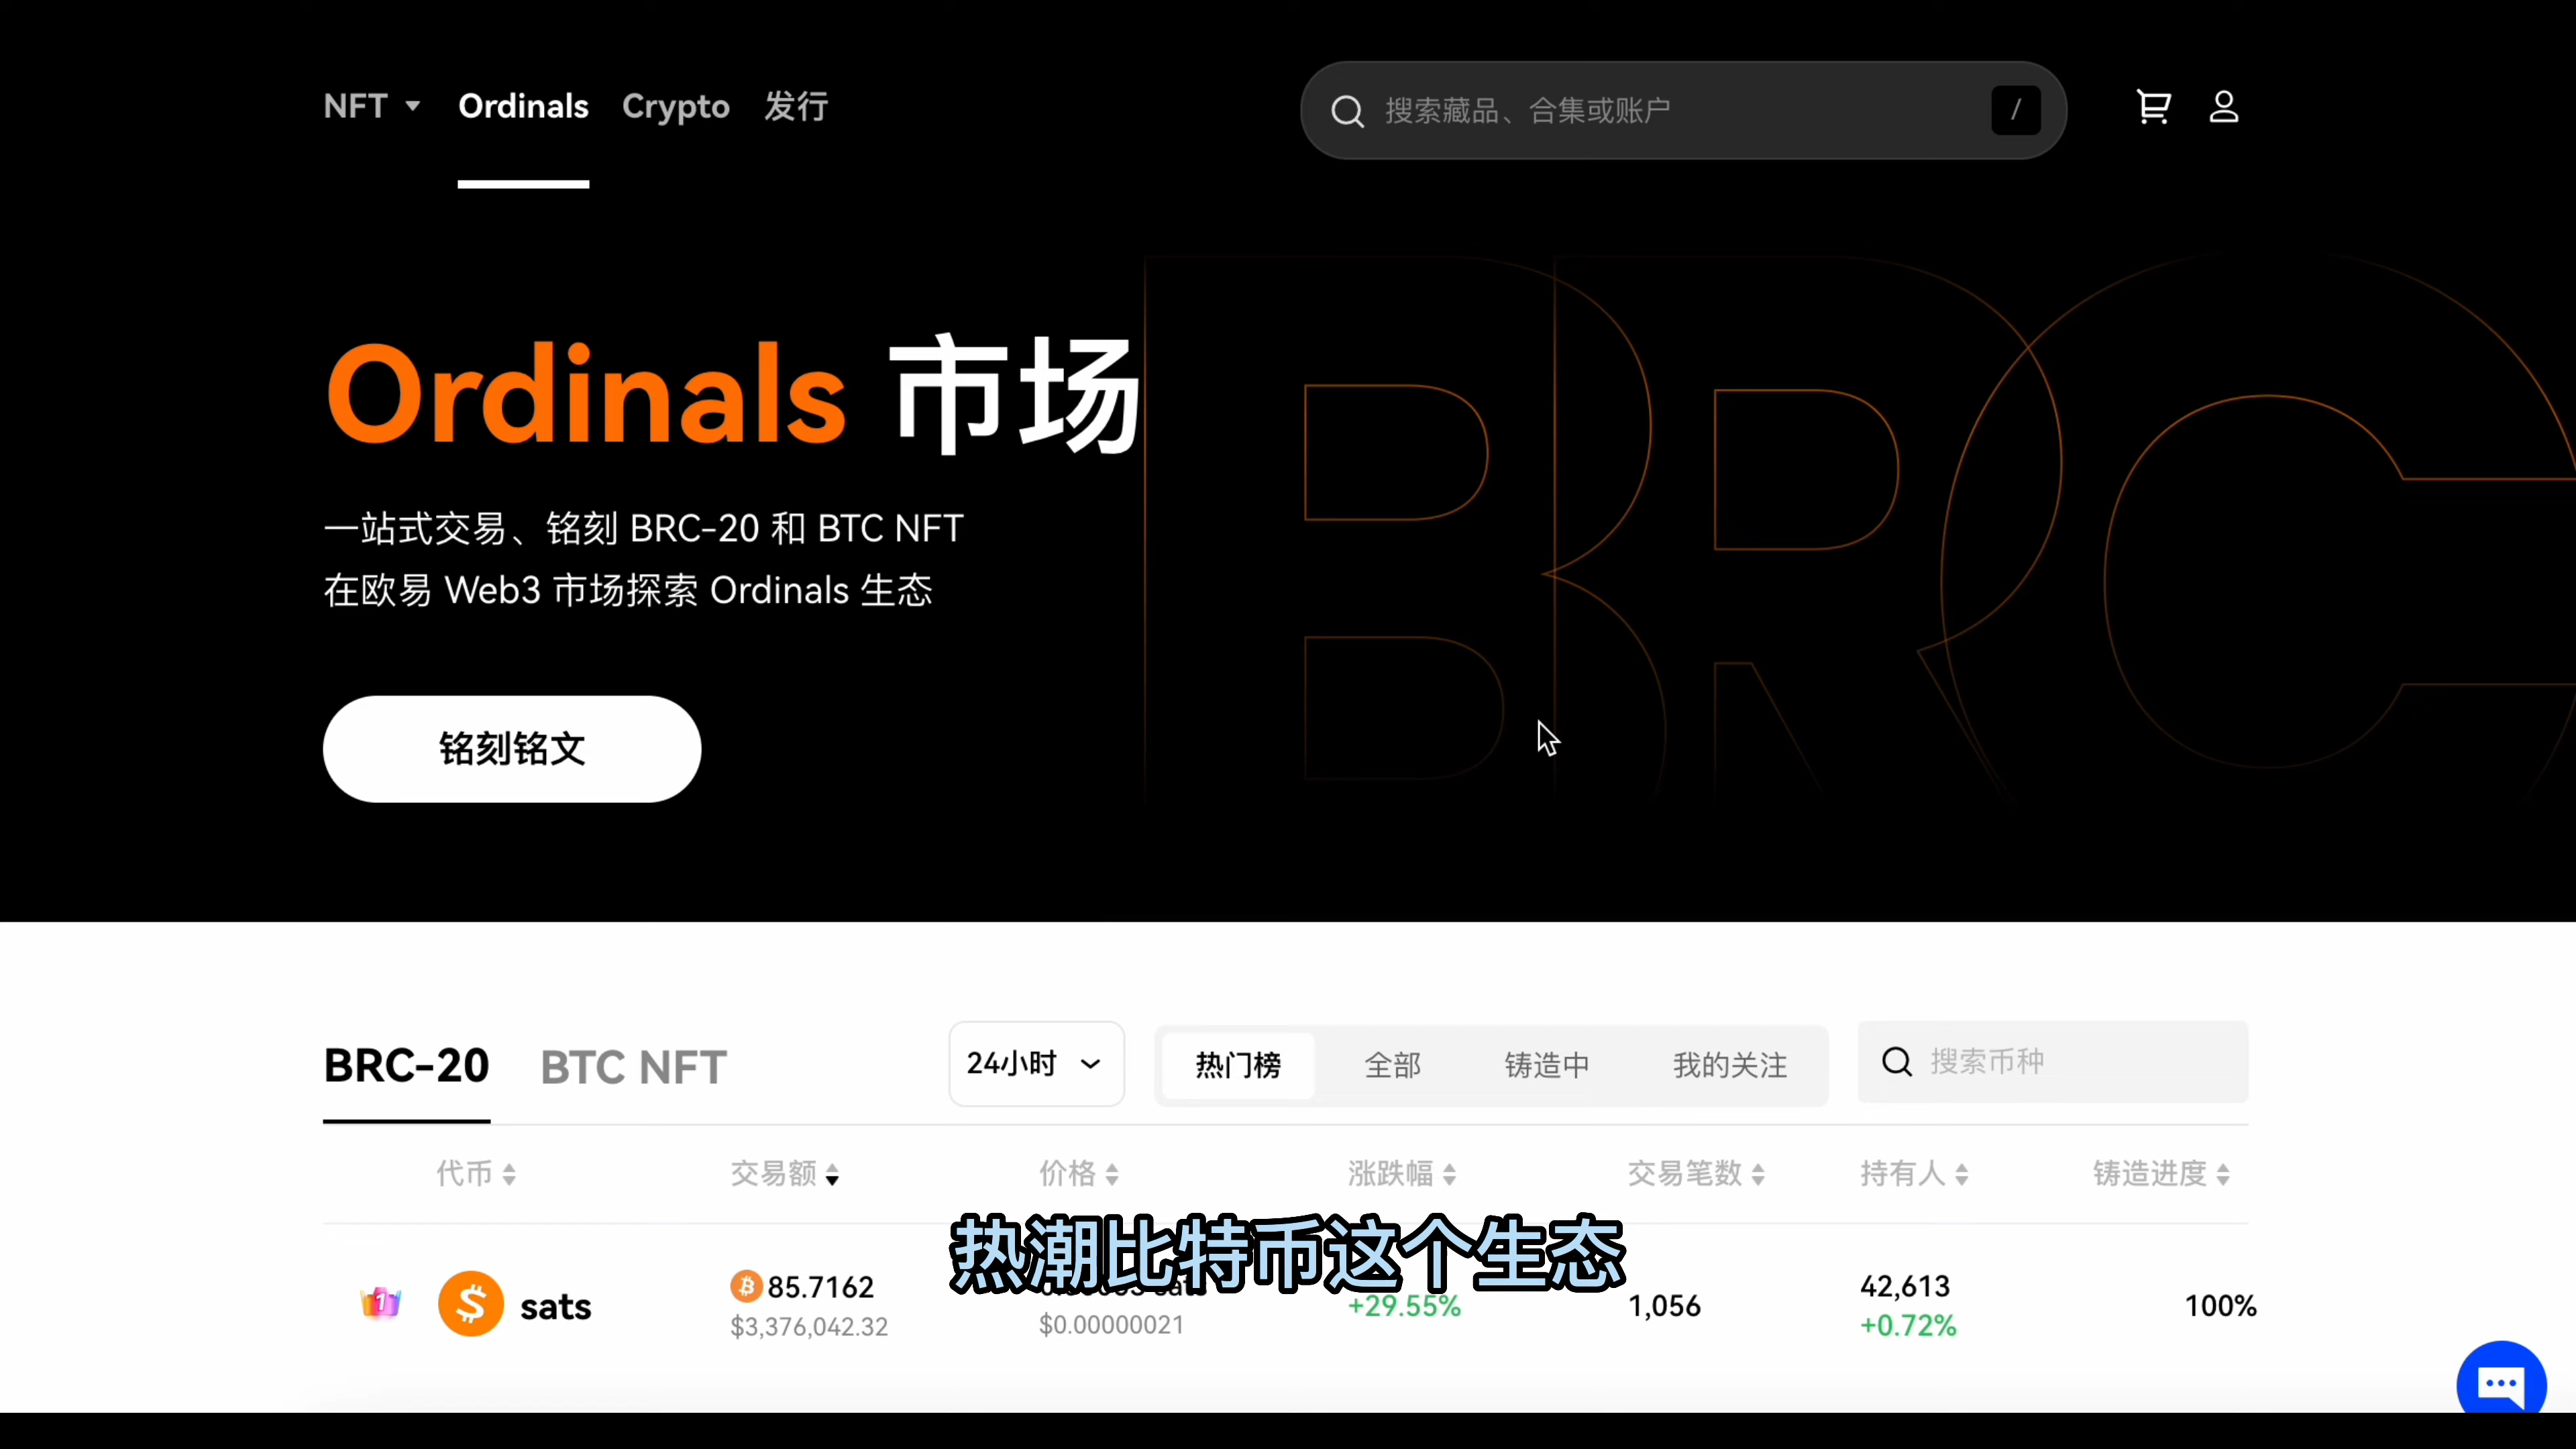 NFT Ordinals Crypto 发行
搜索藏品、合集或账户 /
BRC
Ordinals 市场
一站式交易、铭刻 BRC-20 和 BTC NFT
在欧易 Web3 市场探索 Ordinals 生态
铭刻铭文
BRC-20 BTC NFT 24小时 热门榜 全部 铸造中 我的关注 搜索币种
代币 交易额 价格 涨跌幅 交易笔数 持有人 铸造进度
热潮比特币这个生态
1 sats 85.7162 +29.55% 1,056 42,613 100%
$3,376,042.32 $0.00000021 +0.72%